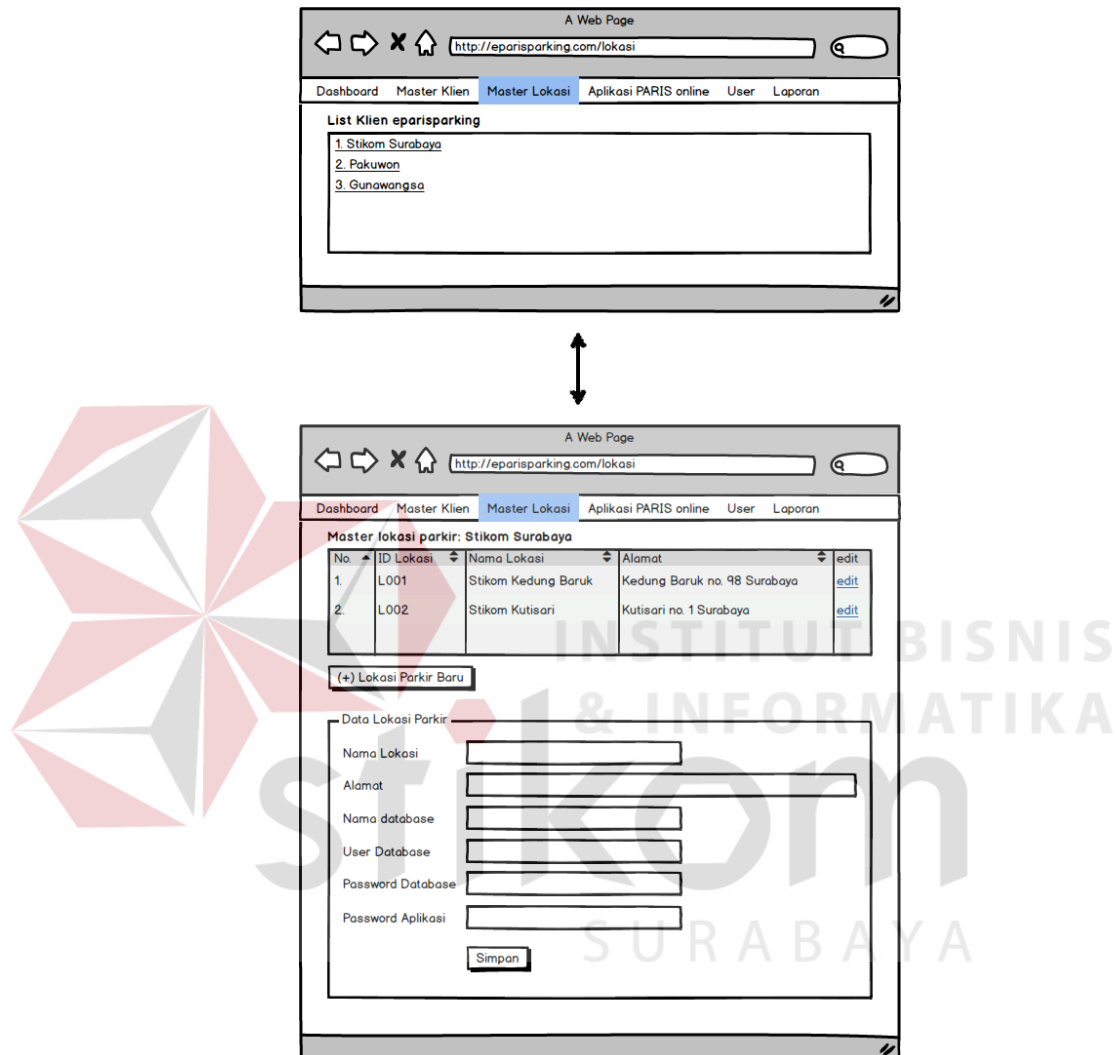 A Web Page
http://eparisparking.com/lokasi
Dashboard Master Klien Master Lokasi Aplikasi PARIS online User Laporan
List Klien eparisparking
1. Stikom Surabaya
2. Pakuwon
3. Gunawangsa
A Web Page
http://eparisparking.com/lokasi
Dashboard Master Klien Master Lokasi Aplikasi PARIS online User Laporan
Master lokasi parkir: Stikom Surabaya
No. ID Lokasi Nama Lokasi Alamat edit
1. L001 Stikom Kedung Baruk Kedung Baruk no. 98 Surabaya edit
2. L002 Stikom Kutisari Kutisari no. 1 Surabaya edit
(+) Lokasi Parkir Baru
Data Lokasi Parkir
Nama Lokasi
Alamat
Nama database
User Database
Password Database
Password Aplikasi
Simpan
INSTITUT BISNIS
& INFORMATIKA
stikom
SURABAYA